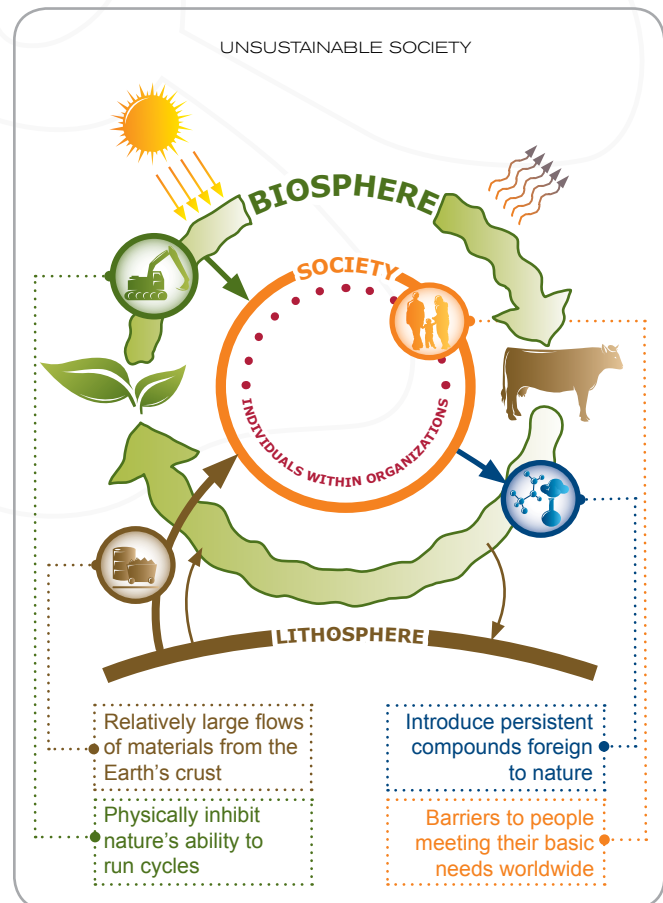 UNSUSTAINABLE SOCIETY
BIOSPHERE
SOCIETY
INDIVIDUALS WITHIN ORGANIZATIONS
LITHOSPHERE
Relatively large flows
of materials from the
Earth's crust
Physically inhibit
nature's ability to
run cycles
Introduce persistent
compounds foreign
to nature
Barriers to people
meeting their basic
needs worldwide